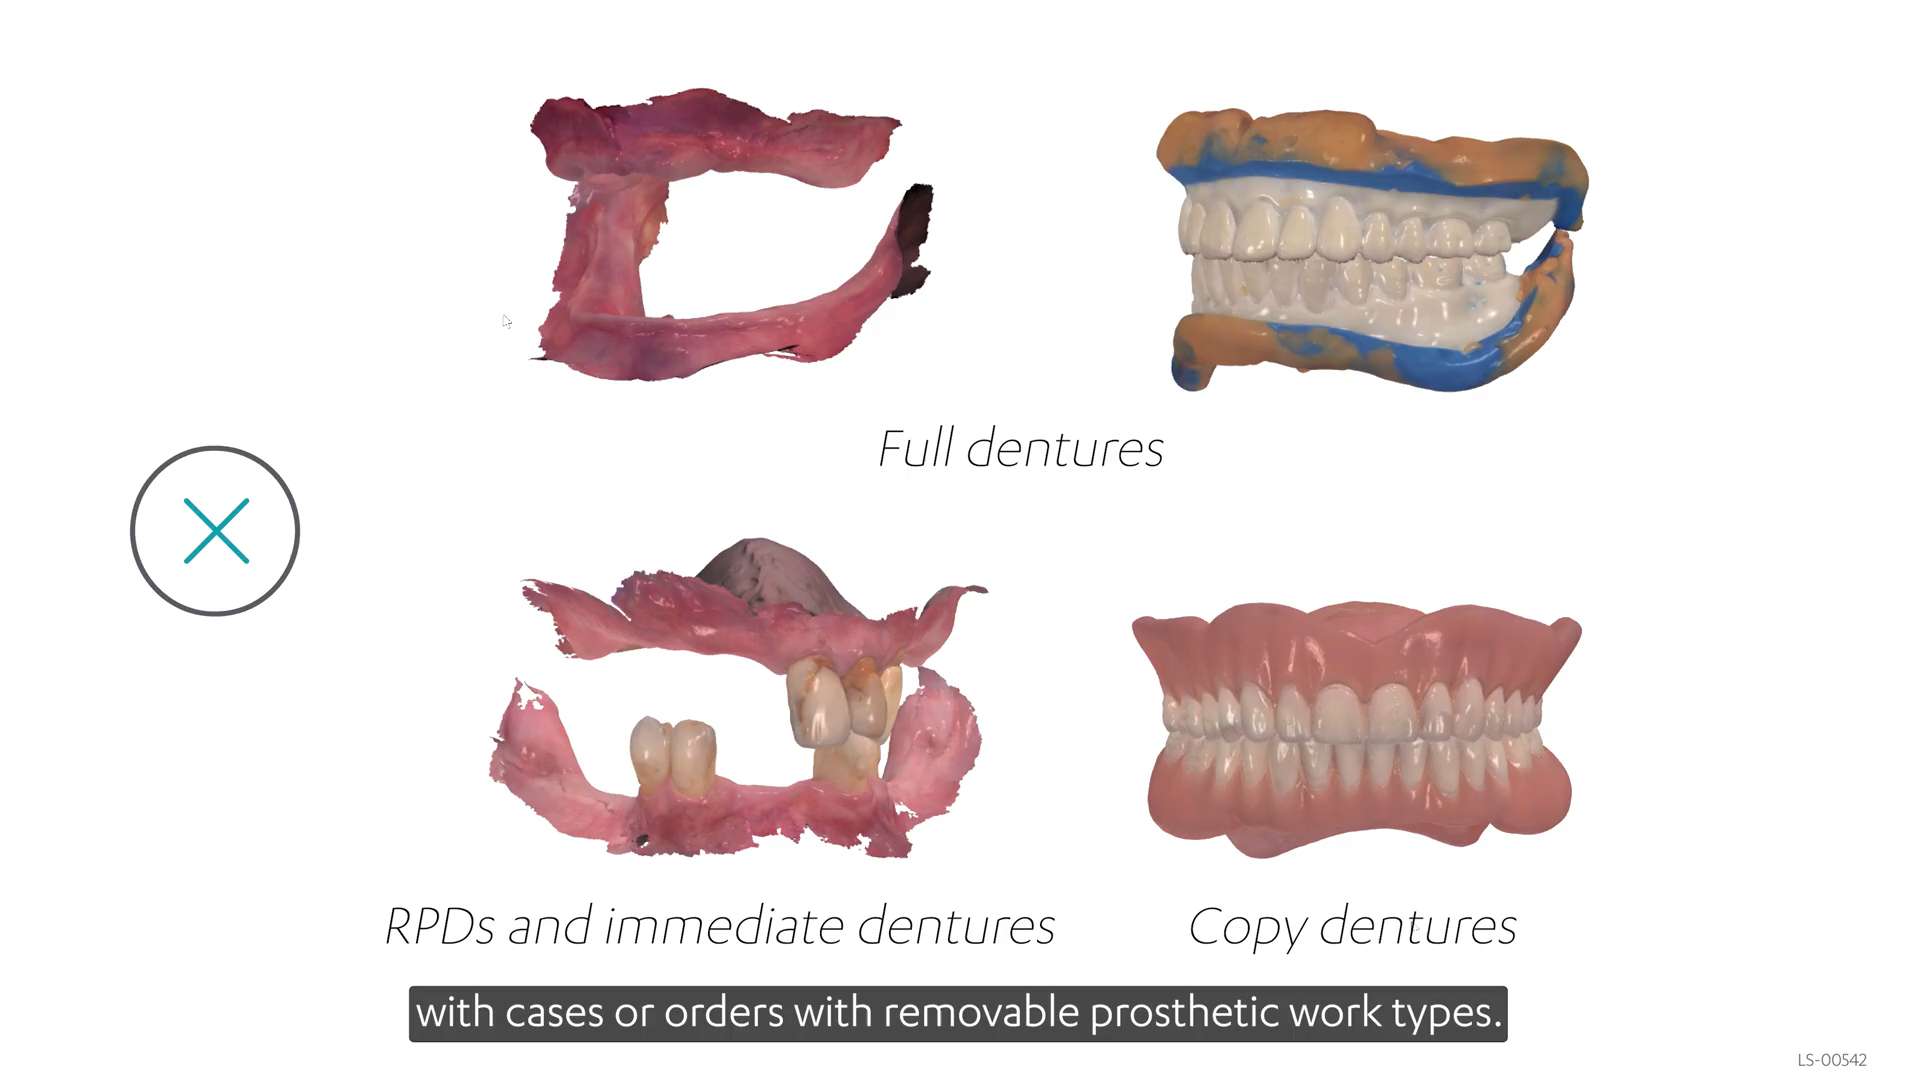 Full dentures
RPDs and immediate dentures
Copy dentures
with cases or orders with removable prosthetic work types.
LS-00542